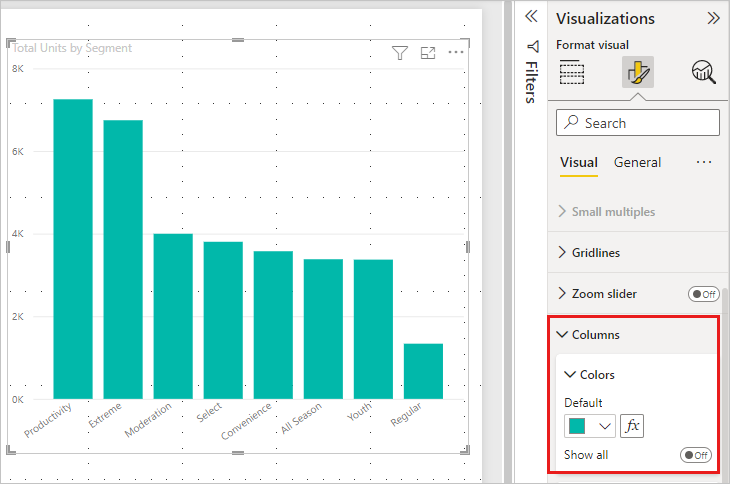 Total Units by Segment
8K
6K
4K
2K
0K
Productivity
Extreme
Moderation
Select
Convenience
All Season
Youth
Regular
Filters
Visualizations
Format visual
Search
Visual General
Small multiples
Gridlines
Zoom slider Off
Columns
Colors
Default
fx
Show all Off